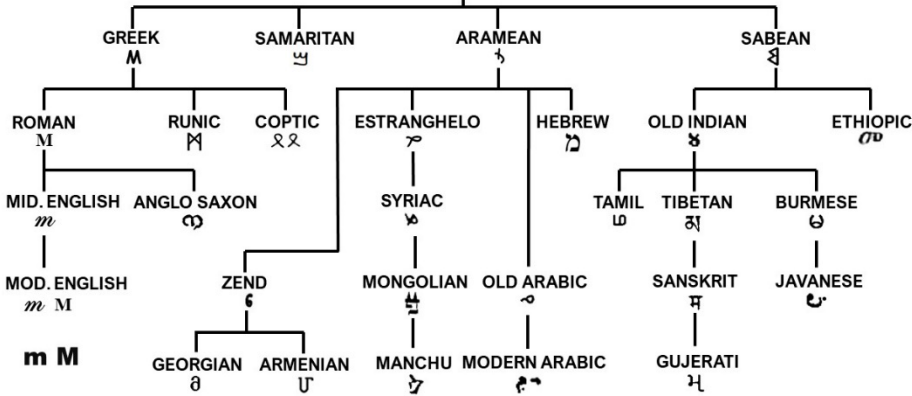 GREEK SAMARITAN ARAMEAN SABEAN
ROMAN RUNIC COPTIC ESTRANGHELO HEBREW OLD INDIAN ETHIOPIC
M מ
MID. ENGLISH ANGLO SAXON SYRIAC TAMIL TIBETAN BURMESE
m ம མ
MOD. ENGLISH ZEND MONGOLIAN OLD ARABIC SANSKRIT JAVANESE
m M म
m M
GEORGIAN ARMENIAN MANCHU MODERN ARABIC GUJERATI
મ